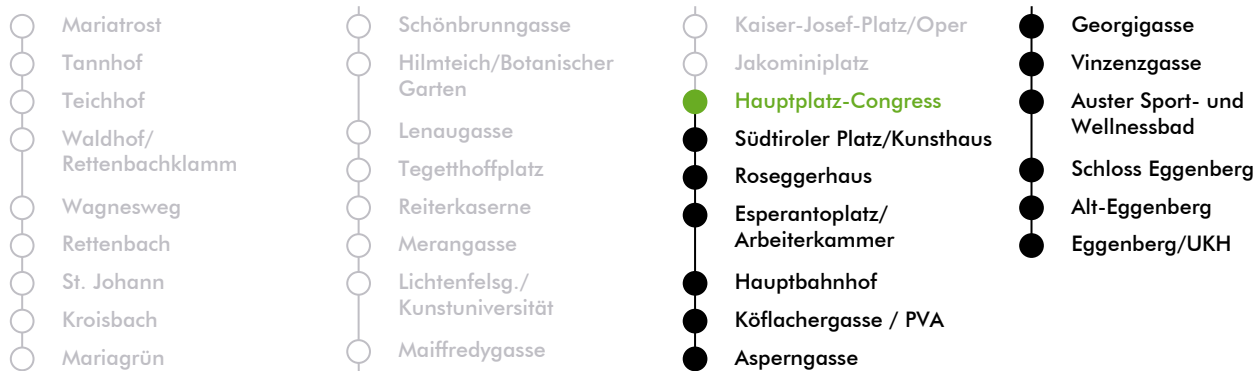 Mariatrost
Tannhof
Teichhof
Waldhof/
Rettenbachklamm
Wagnesweg
Rettenbach
St. Johann
Kroisbach
Mariagrün
Schönbrunngasse
Hilmteich/Botanischer
Garten
Lenaugasse
Tegetthoffplatz
Reiterkaserne
Merangasse
Lichtenfelsg./
Kunstuniversität
Maiffredygasse
Kaiser-Josef-Platz/Oper
Jakominiplatz
Hauptplatz-Congress
Südtiroler Platz/Kunsthaus
Roseggerhaus
Esperantoplatz/
Arbeiterkammer
Hauptbahnhof
Köflachergasse / PVA
Asperngasse
Georgigasse
Vinzenzgasse
Auster Sport- und
Wellnessbad
Schloss Eggenberg
Alt-Eggenberg
Eggenberg/UKH